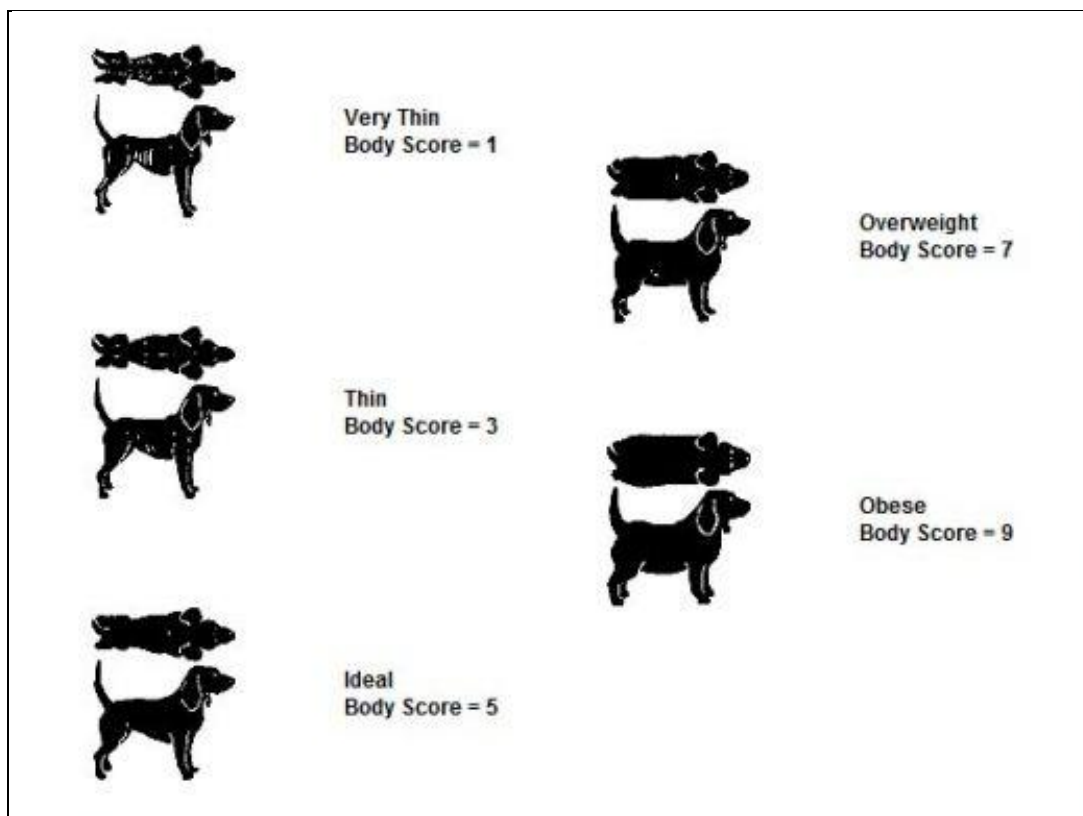 Very Thin
Body Score = 1
Thin
Body Score = 3
Ideal
Body Score = 5
Overweight
Body Score = 7
Obese
Body Score = 9